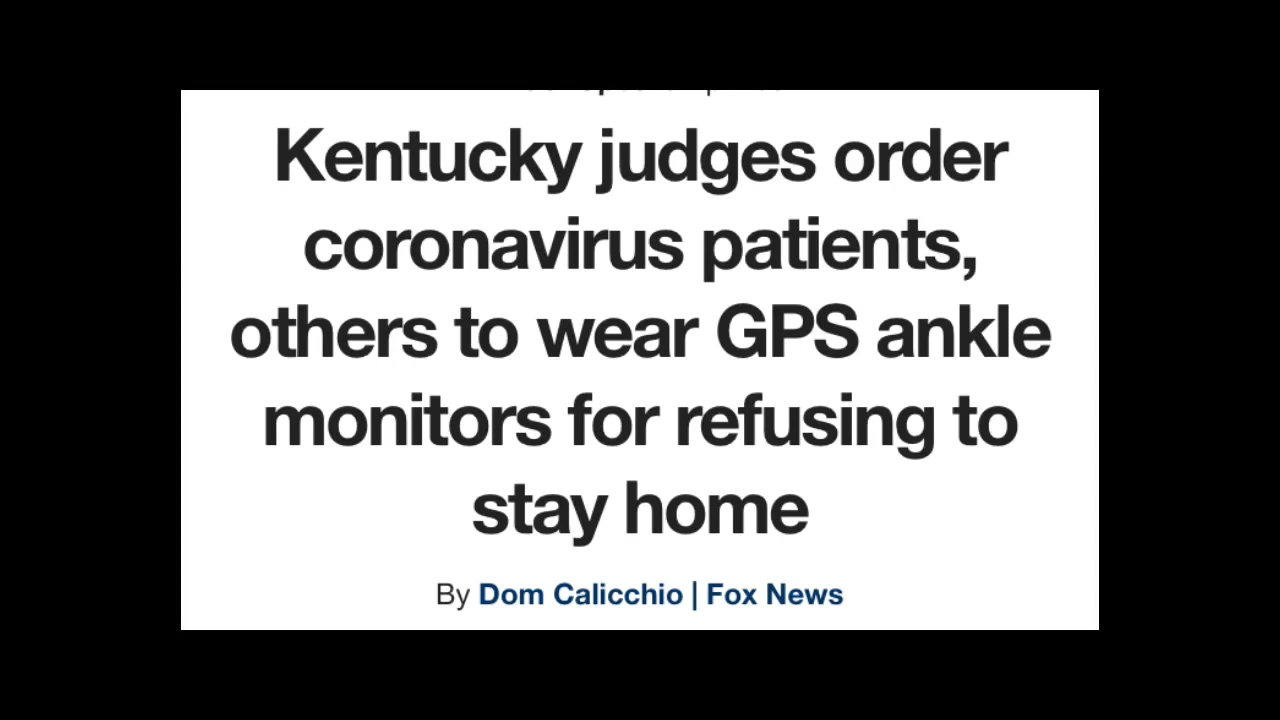 Kentucky judges order
coronavirus patients,
others to wear GPS ankle
monitors for refusing to
stay home
By Dom Calicchio | Fox News